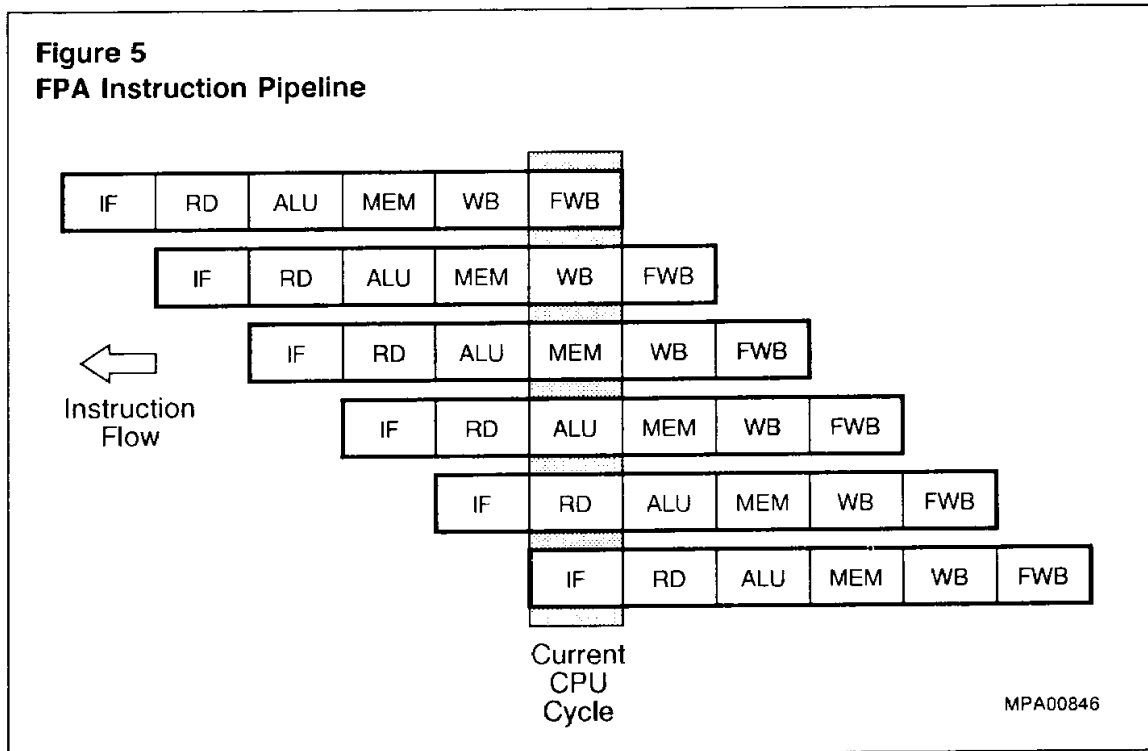 Figure 5
FPA Instruction Pipeline
IF RD ALU MEM WB FWB
IF RD ALU MEM WB FWB
IF RD ALU MEM WB FWB
Instruction
Flow
IF RD ALU MEM WB FWB
IF RD ALU MEM WB FWB
IF RD ALU MEM WB FWB
Current
CPU
Cycle
MPA00846